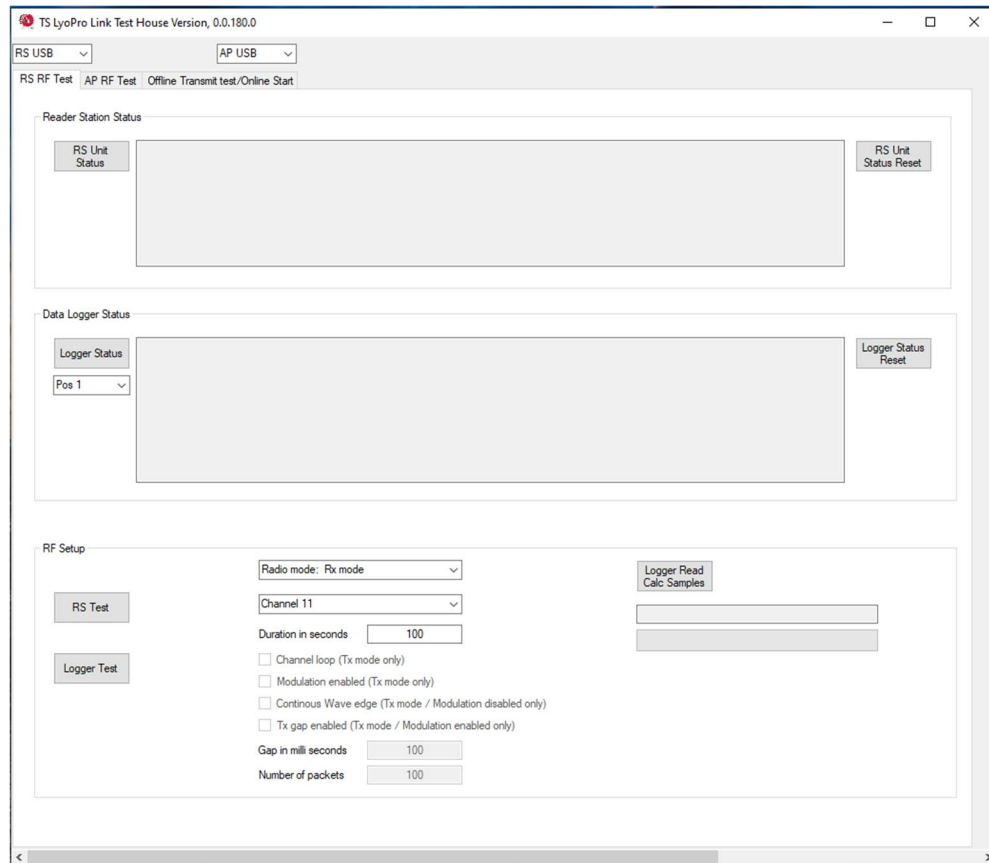 TS LyoPro Link Test House Version, 0.0.180.0
RS USB
AP USB
RS RF Test
AP RF Test
Offline Transmit test/Online Start
Reader Station Status
RS Unit
Status
RS Unit
Status Reset
Data Logger Status
Logger Status
Pos 1
Logger Status
Reset
RF Setup
Radio mode: Rx mode
Logger Read
Calc Samples
RS Test
Channel 11
Duration in seconds 100
Logger Test
Channel loop (Tx mode only)
Modulation enabled (Tx mode only)
Continous Wave edge (Tx mode / Modulation disabled only)
Tx gap enabled (Tx mode / Modulation enabled only)
Gap in milli seconds 100
Number of packets 100